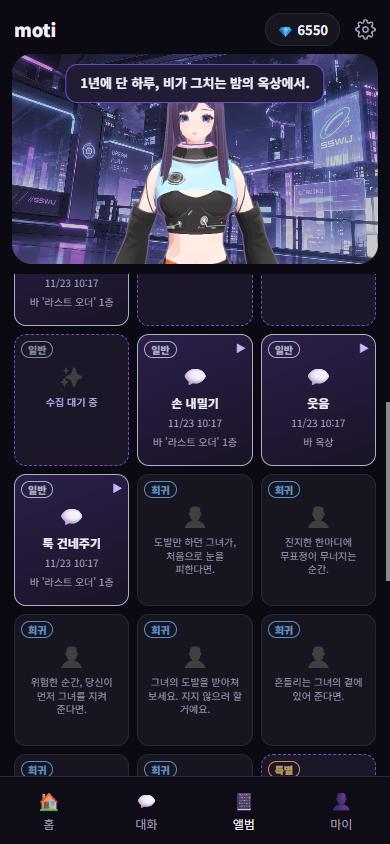 moti
6550
1년에 단 하루, 비가 그치는 밤의 옥상에서.
SSWU
//SSWU
11/23 10:17
바 '라스트 오더' 1층
일반
수집 대기 중
일반
손 내밀기
11/23 10:17
바 '라스트 오더' 1층
일반
웃음
11/23 10:17
바 옥상
일반
툭 건네주기
11/23 10:17
바 '라스트 오더' 1층
희귀
도발만 하던 그녀가,
처음으로 눈을
피한다면.
희귀
진지한 한마디에
무표정이 무너지는
순간.
희귀
위험한 순간, 당신이
먼저 그녀를 지켜
준다면.
희귀
그녀의 도발을 받아쳐
보세요. 지지 않으려 할
거예요.
희귀
흔들리는 그녀의 곁에
있어 준다면.
희귀
희귀
특별
홈
대화
앨범
마이